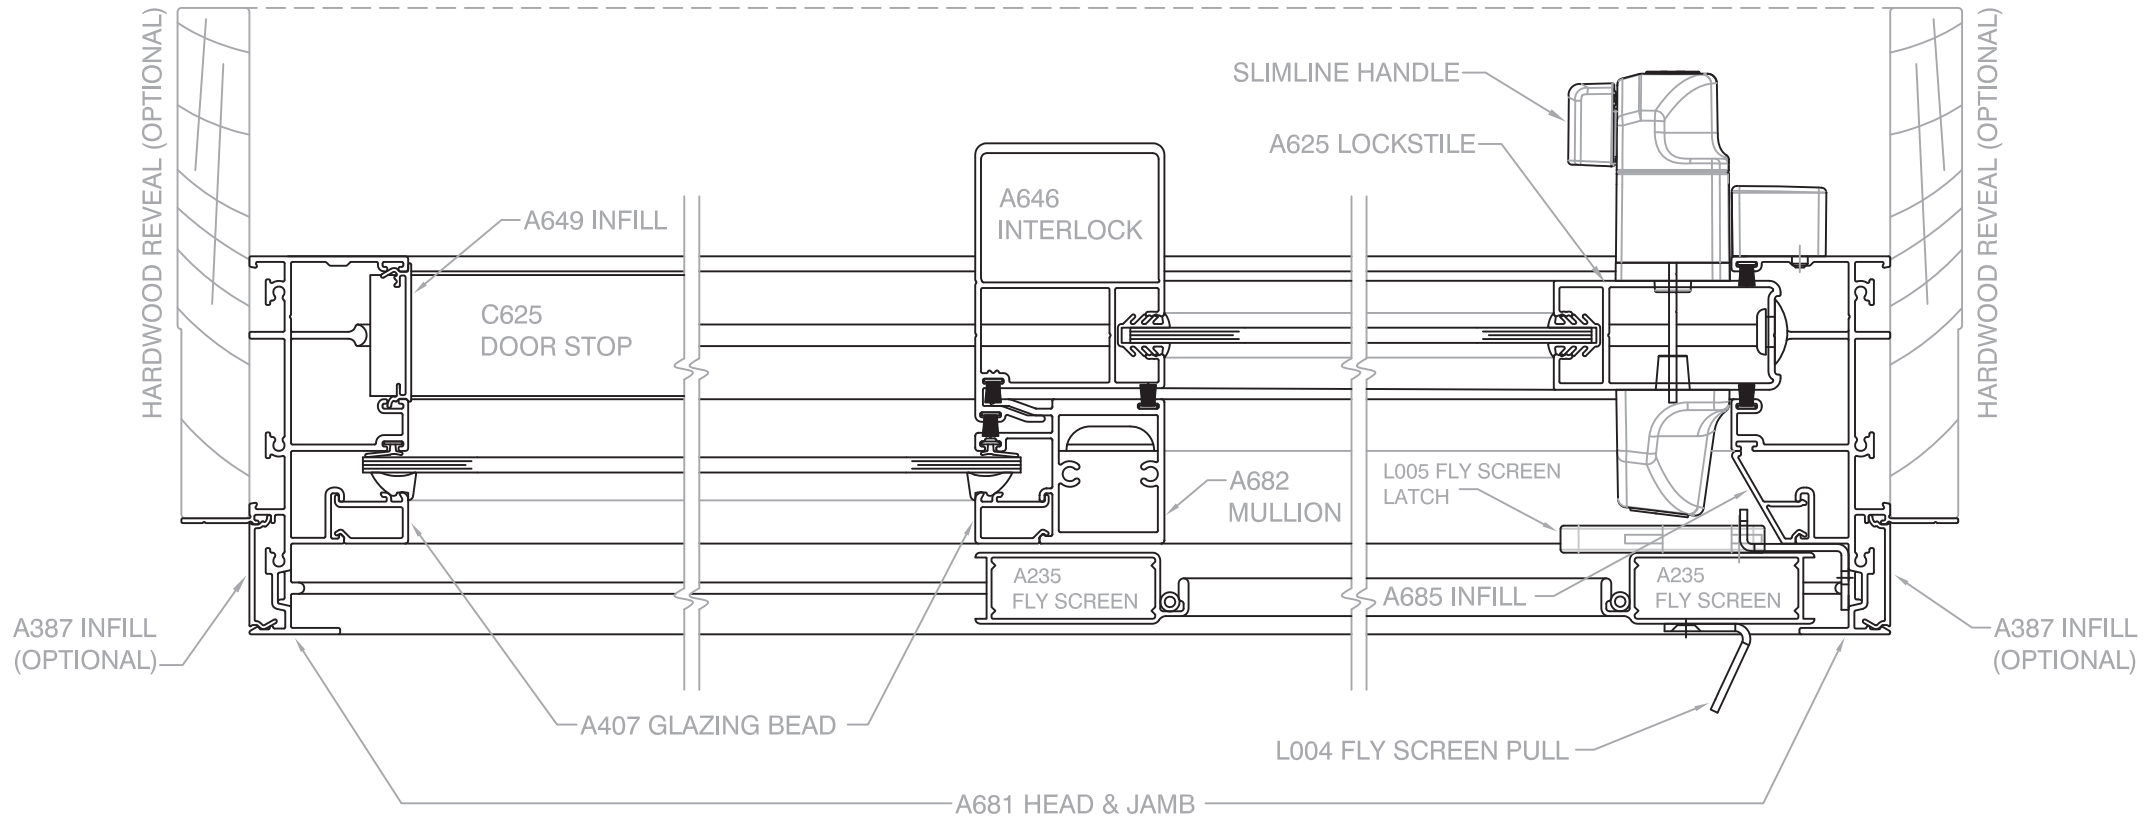 HARDWOOD REVEAL (OPTIONAL)
HARDWOOD REVEAL (OPTIONAL)
SLIMLINE HANDLE
A625 LOCKSTILE
A649 INFILL
A646
INTERLOCK
C625
DOOR STOP
L005 FLY SCREEN
LATCH
A682
MULLION
A235
FLY SCREEN
A685 INFILL
A235
FLY SCREEN
A387 INFILL
(OPTIONAL)
A387 INFILL
(OPTIONAL)
A407 GLAZING BEAD
L004 FLY SCREEN PULL
A681 HEAD & JAMB